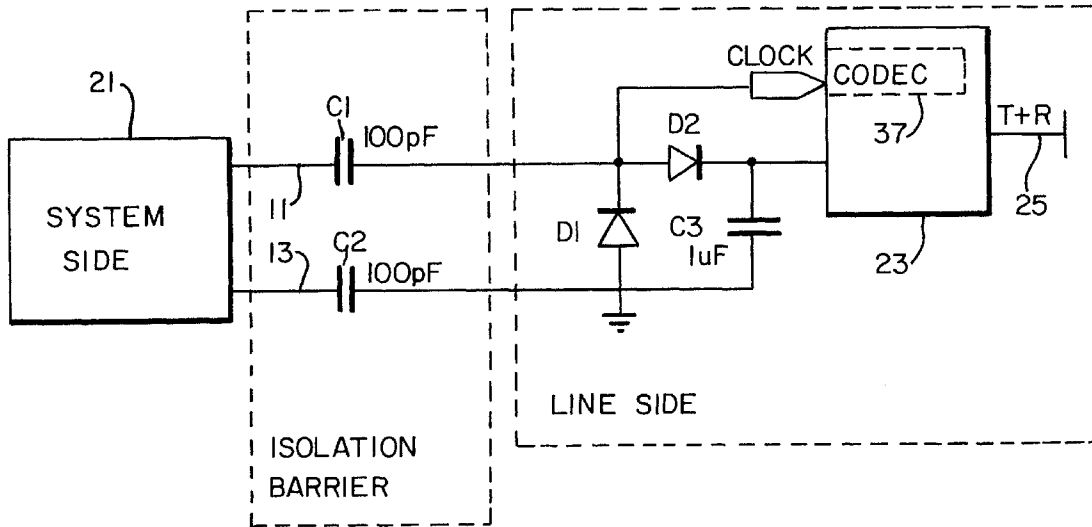 21
C1
100pF
CLOCK
CODEC
37
T+R
25
D2
SYSTEM
SIDE
11
13
C2
100pF
D1
C3
1uF
23
LINE SIDE
ISOLATION
BARRIER